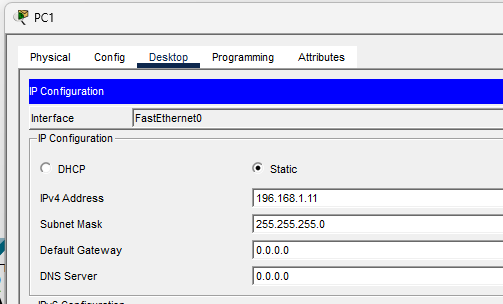 PC1
Physical Config Desktop Programming Attributes
IP Configuration
Interface FastEthernet0
IP Configuration
DHCP Static
IPv4 Address 196.168.1.11
Subnet Mask 255.255.255.0
Default Gateway 0.0.0.0
DNS Server 0.0.0.0
IPv6 Configuration